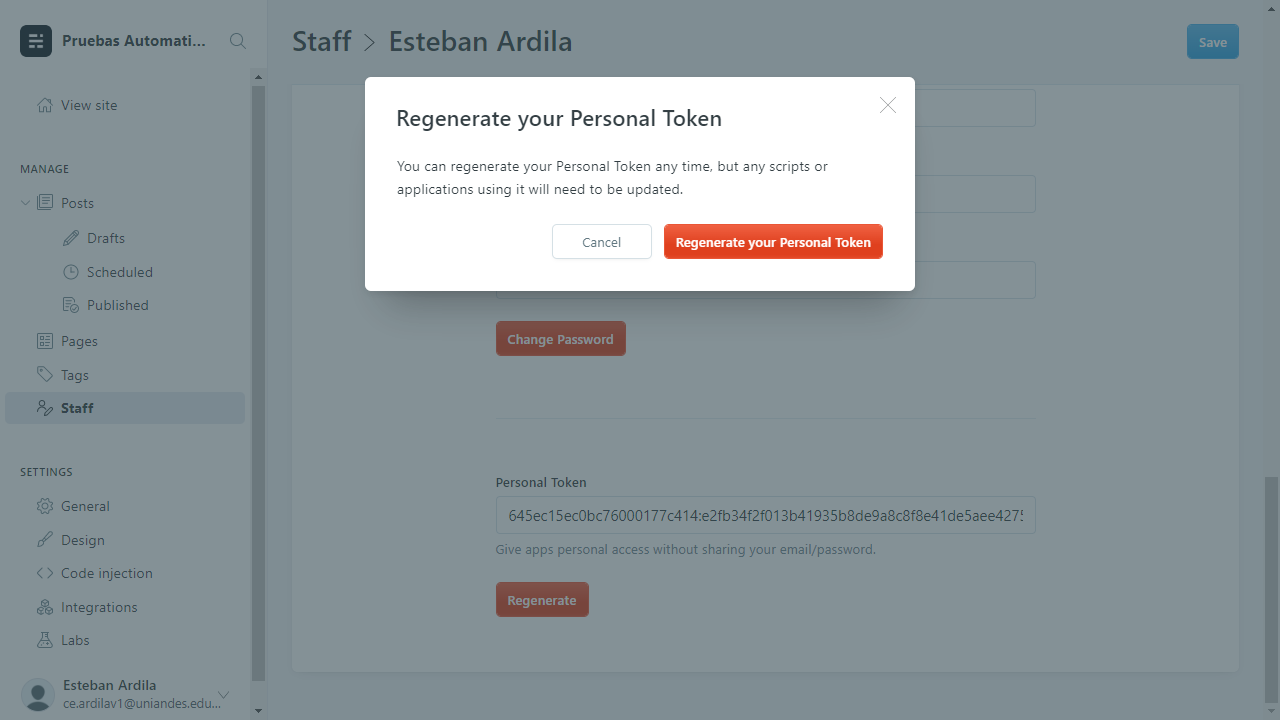 Pruebas Automati...
View site
MANAGE
Posts
Drafts
Scheduled
Published
Pages
Tags
Staff
SETTINGS
General
Design
Code injection
Integrations
Labs
Esteban Ardila
ce.ardilav1@uniandes.edu...
Staff > Esteban Ardila
Save
Regenerate your Personal Token
You can regenerate your Personal Token any time, but any scripts or
applications using it will need to be updated.
Cancel
Regenerate your Personal Token
Change Password
Personal Token
645ec15ec0bc76000177c414:e2fb34f2f013b41935b8de9a8c8f8e41de5aee4275
Give apps personal access without sharing your email/password.
Regenerate